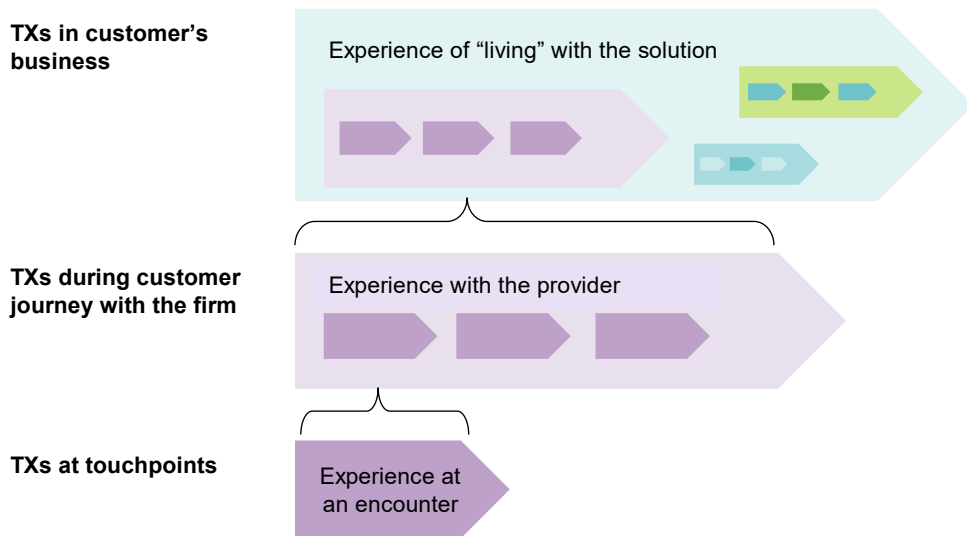 TXs in customer’s
business
Experience of “living” with the solution
TXs during customer
journey with the firm
Experience with the provider
TXs at touchpoints
Experience at
an encounter